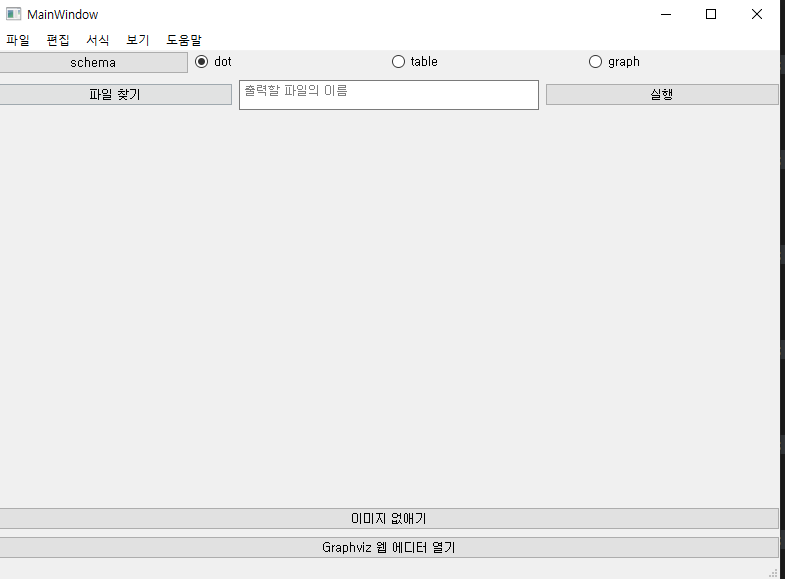 MainWindow
파일 편집 서식 보기 도움말
schema dot table graph
파일 찾기 출력할 파일의 이름 실행
이미지 없애기
Graphviz 웹 에디터 열기